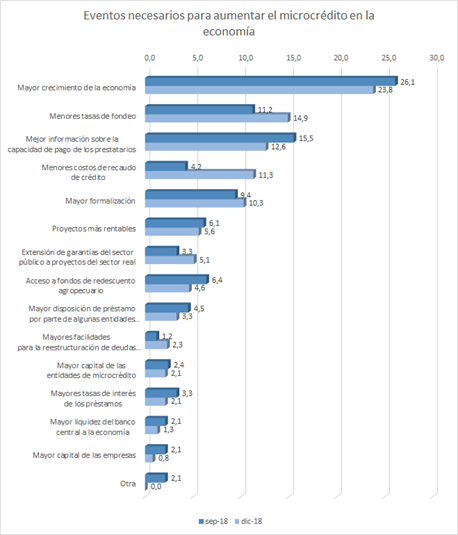 Eventos necesarios para aumentar el microcrédito en la
economía
0,0 5,0 10,0 15,0 20,0 25,0 30,0
Mayor crecimiento de la economía 26,1
23,8
Menores tasas de fondeo 11,2
14,9
Mejor información sobre la
capacidad de pago de los prestatarios
15,5
12,6
Menores costos de recaudo
de crédito
4,2
11,3
Mayor formalización 9,4
10,3
Proyectos más rentables 6,1
5,6
Extensión de garantías del sector
público a proyectos del sector real
3,3
5,1
Acceso a fondos de redescuento
agropecuario
6,4
4,6
Mayor disposición de préstamo
por parte de algunas entidades...
4,5
3,3
Mayores facilidades
para la reestructuración de deudas...
1,2
2,3
Mayor capital de las
entidades de microcrédito
2,4
2,1
Mayores tasas de interés
de los préstamos
3,3
2,1
Mayor liquidez del banco
central a la economía
2,1
1,3
Mayor capital de las empresas 2,1
0,8
Otra 2,1
0,0
sep-18 dic-18